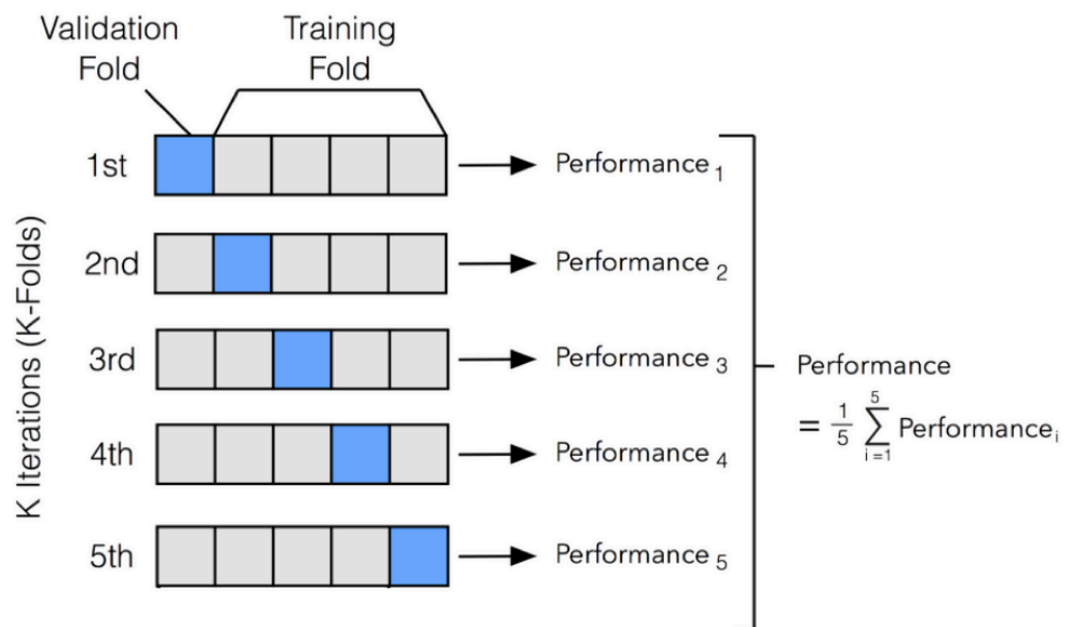 Validation
Fold
Training
Fold
K Iterations (K-Folds)
1st
Performance 1
2nd
Performance 2
3rd
Performance 3
4th
Performance 4
5th
Performance 5
Performance
= 1/5 5∑i=1 Performancei